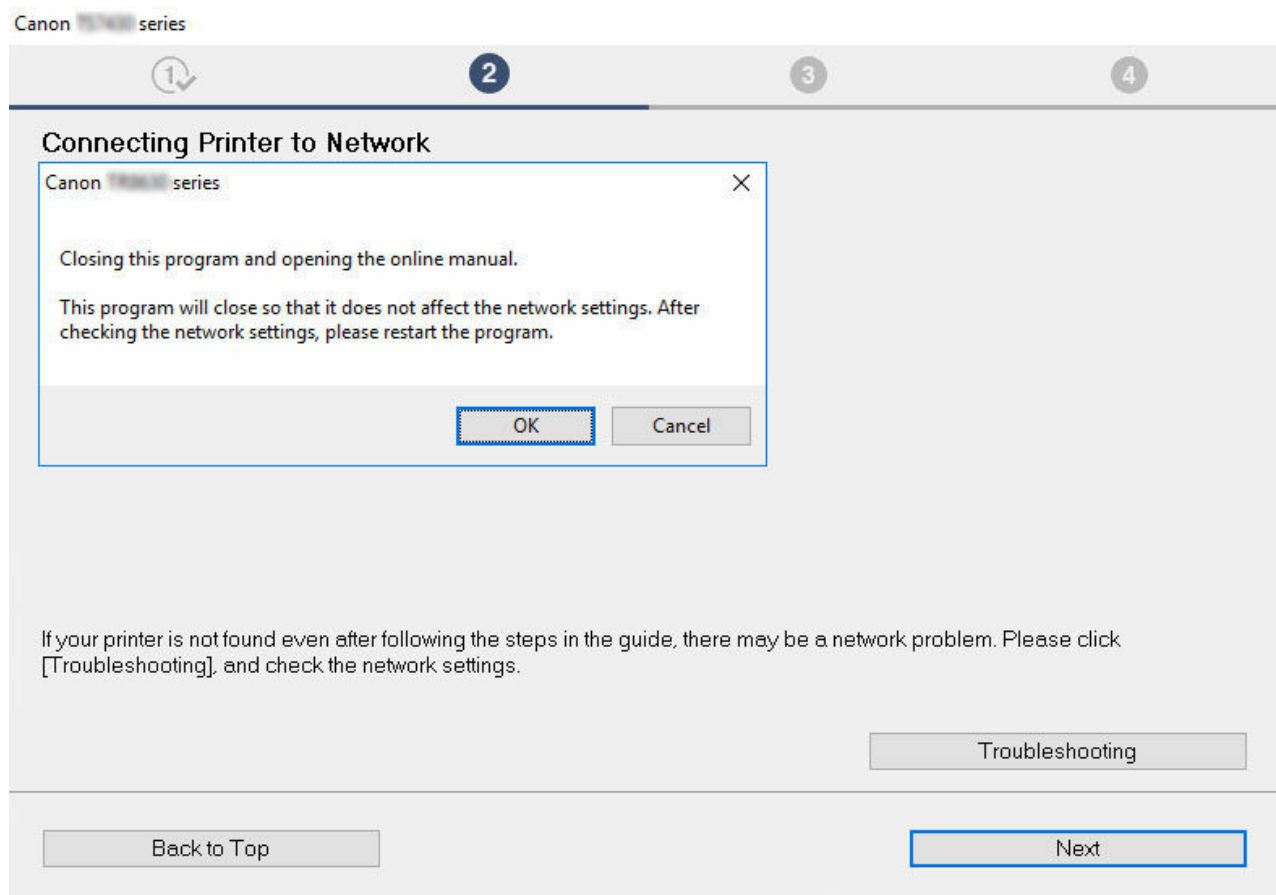 Canon series
1
2
3
4
Connecting Printer to Network
Canon series
Closing this program and opening the online manual.
This program will close so that it does not affect the network settings. After
checking the network settings, please restart the program.
OK
Cancel
If your printer is not found even after following the steps in the guide, there may be a network problem. Please click
[Troubleshooting], and check the network settings.
Troubleshooting
Back to Top
Next